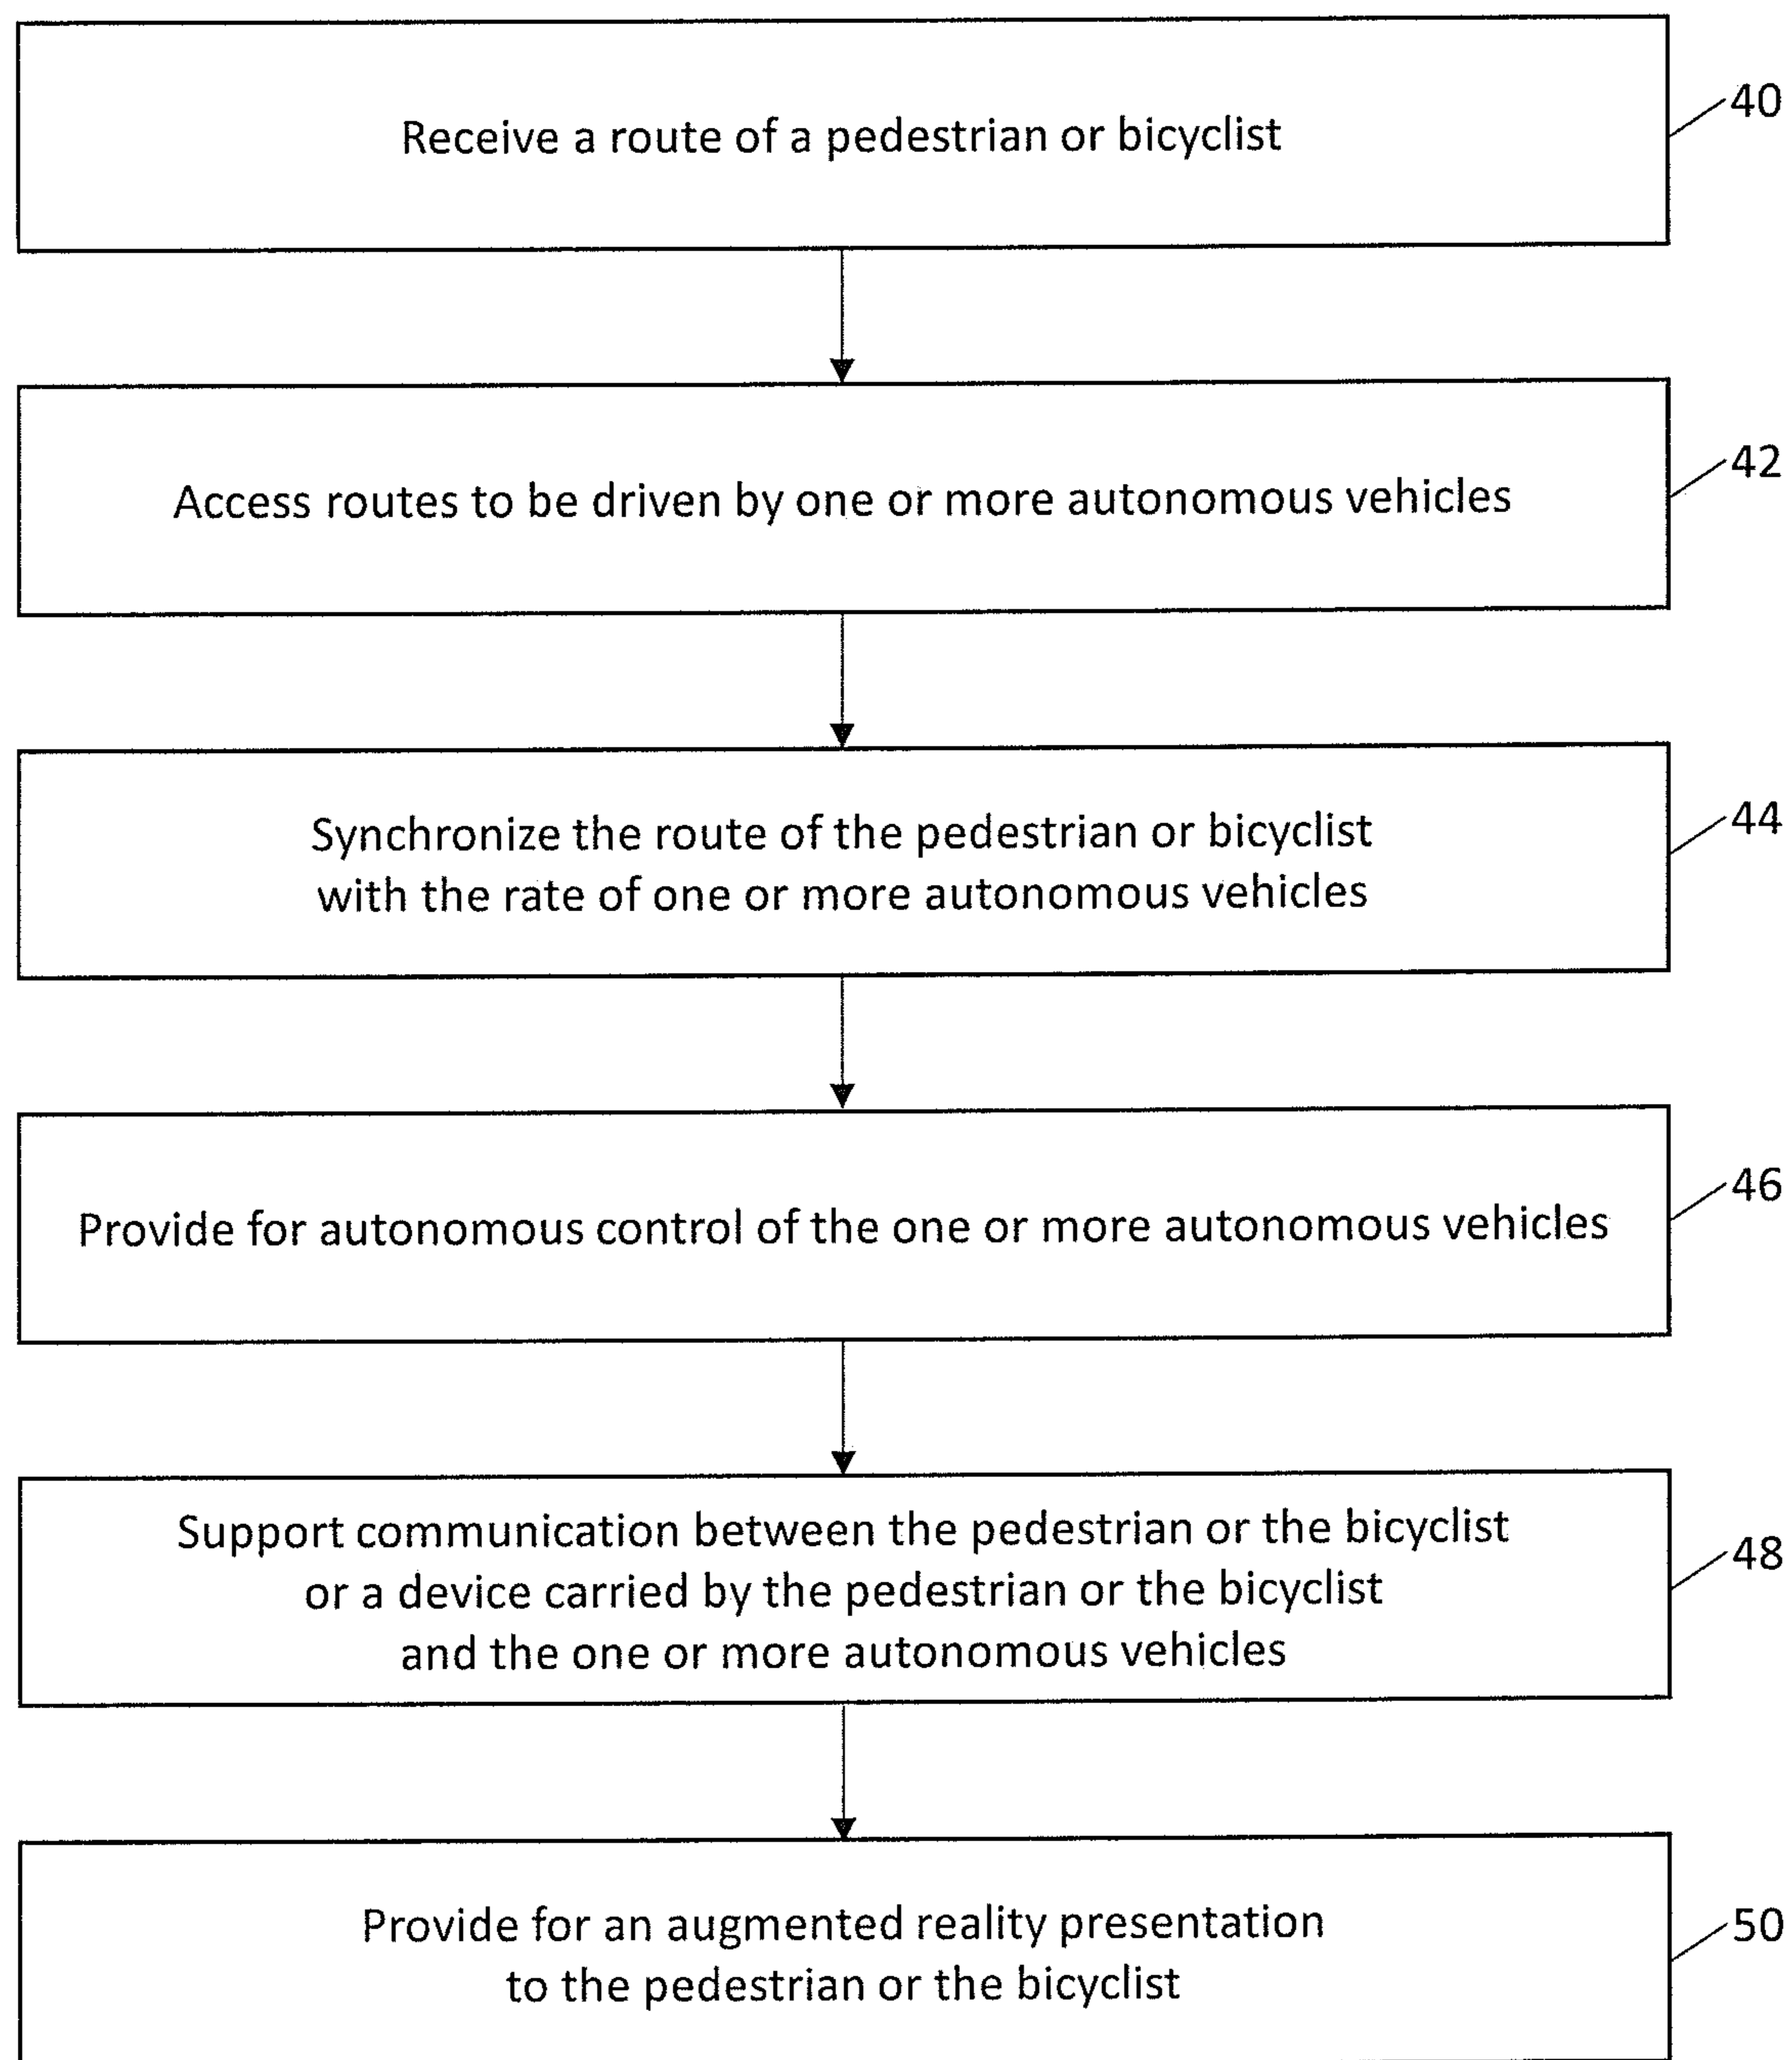 Receive a route of a pedestrian or bicyclist
40
Access routes to be driven by one or more autonomous vehicles
42
Synchronize the route of the pedestrian or bicyclist
with the rate of one or more autonomous vehicles
44
Provide for autonomous control of the one or more autonomous vehicles
46
Support communication between the pedestrian or the bicyclist
or a device carried by the pedestrian or the bicyclist
and the one or more autonomous vehicles
48
Provide for an augmented reality presentation
to the pedestrian or the bicyclist
50